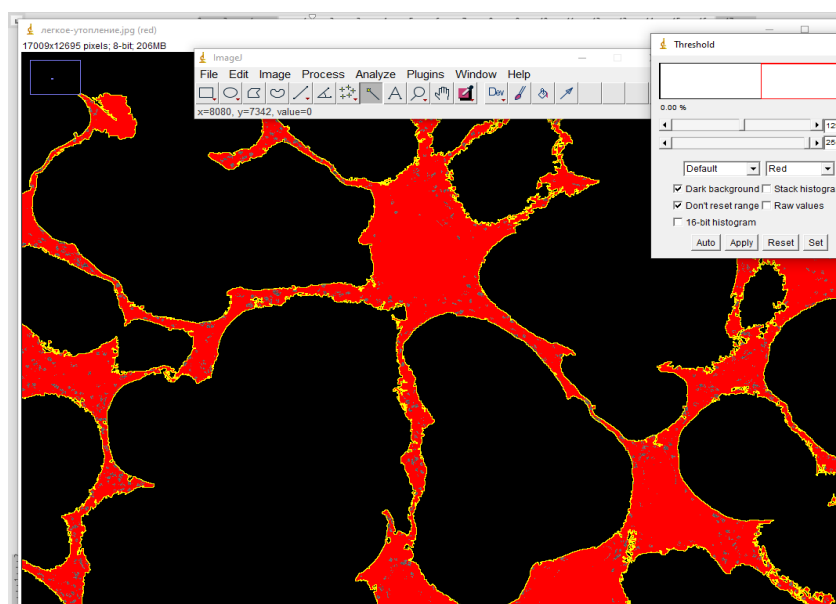 легкое-утопление.jpg (red)
17009x12695 pixels; 8-bit; 206MB
ImageJ
File Edit Image Process Analyze Plugins Window Help
Dev
x=8080, y=7342, value=0
Threshold
0.00 %
Default Red
Dark background Stack histogra
Don't reset range Raw values
16-bit histogram
Auto Apply Reset Set